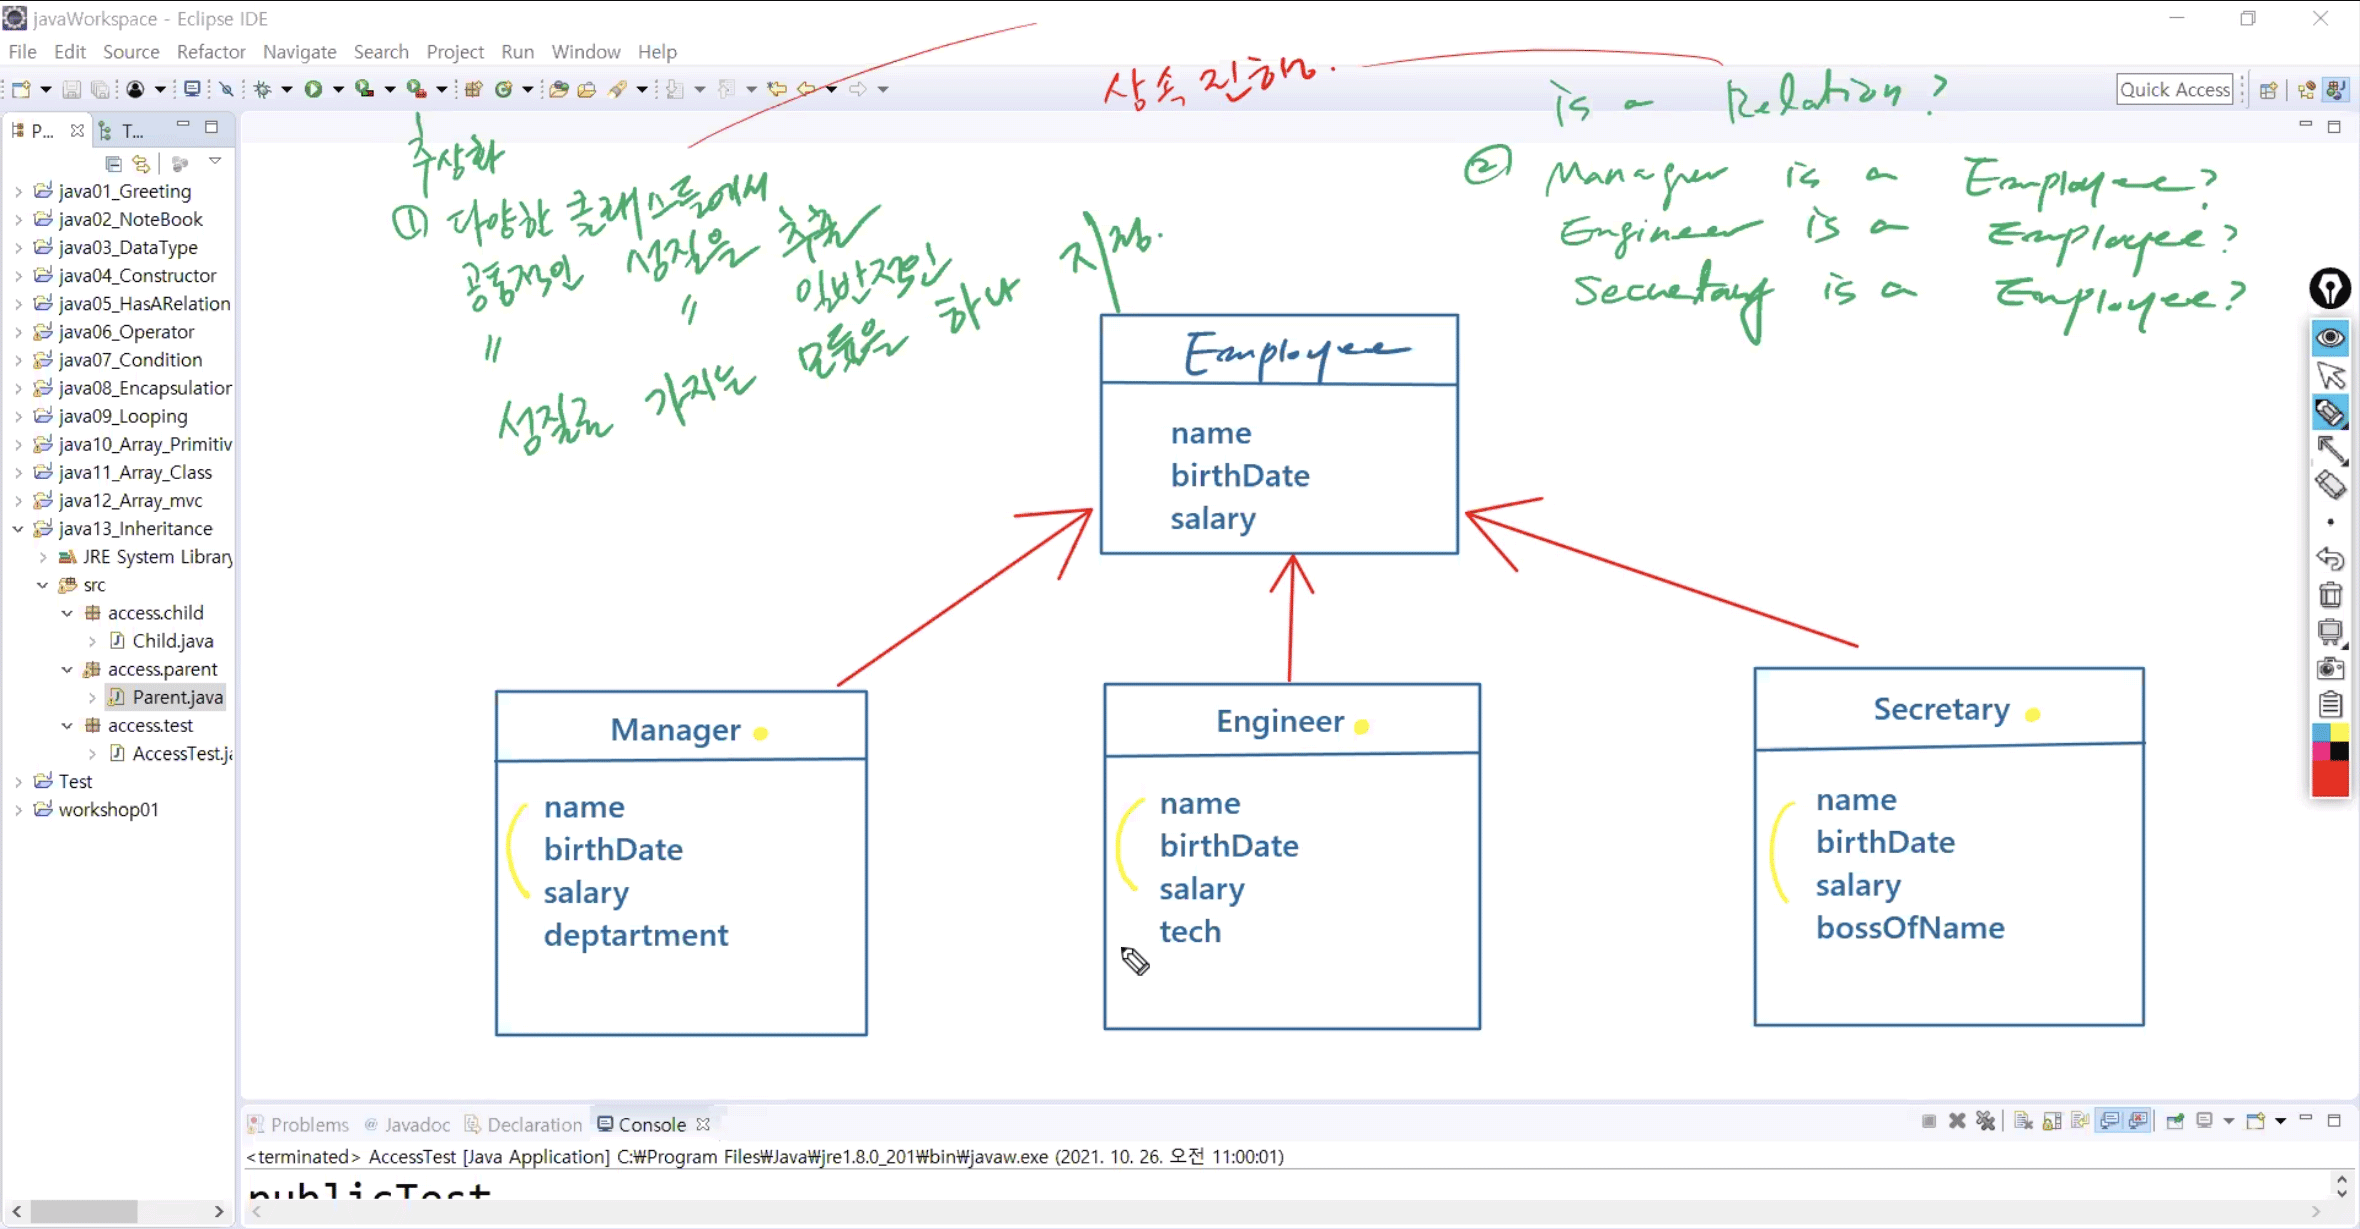 javaWorkspace - Eclipse IDE
File Edit Source Refactor Navigate Search Project Run Window Help
Quick Access
P... T...
java01_Greeting
java02_NoteBook
java03_DataType
java04_Constructor
java05_HasARelation
java06_Operator
java07_Condition
java08_Encapsulation
java09_Looping
java10_Array_Primitiv
java11_Array_Class
java12_Array_mvc
java13_Inheritance
JRE System Library
src
access.child
Child.java
access.parent
Parent.java
access.test
AccessTest.ja
Test
workshop01
상속 진행.
is a Relation?
추상화
① 다양한 클래스들에서
공통적인 성질을 추출
〃 〃 일반적인
성질을 가지는 모듈을 하나 지정.
② Manager is a Employee?
Engineer is a Employee?
Secretary is a Employee?
Employee
name
birthDate
salary
Manager
name
birthDate
salary
deptartment
Engineer
name
birthDate
salary
tech
Secretary
name
birthDate
salary
bossOfName
Problems @ Javadoc Declaration Console
<terminated> AccessTest [Java Application] C:₩Program Files₩Java₩jre1.8.0_201₩bin₩javaw.exe (2021. 10. 26. 오전 11:00:01)
publicTest